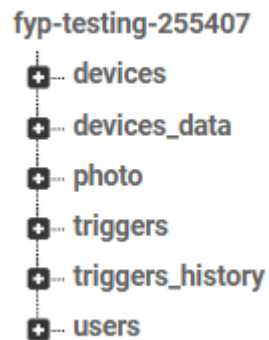 fyp-testing-255407
devices
devices_data
photo
triggers
triggers_history
users